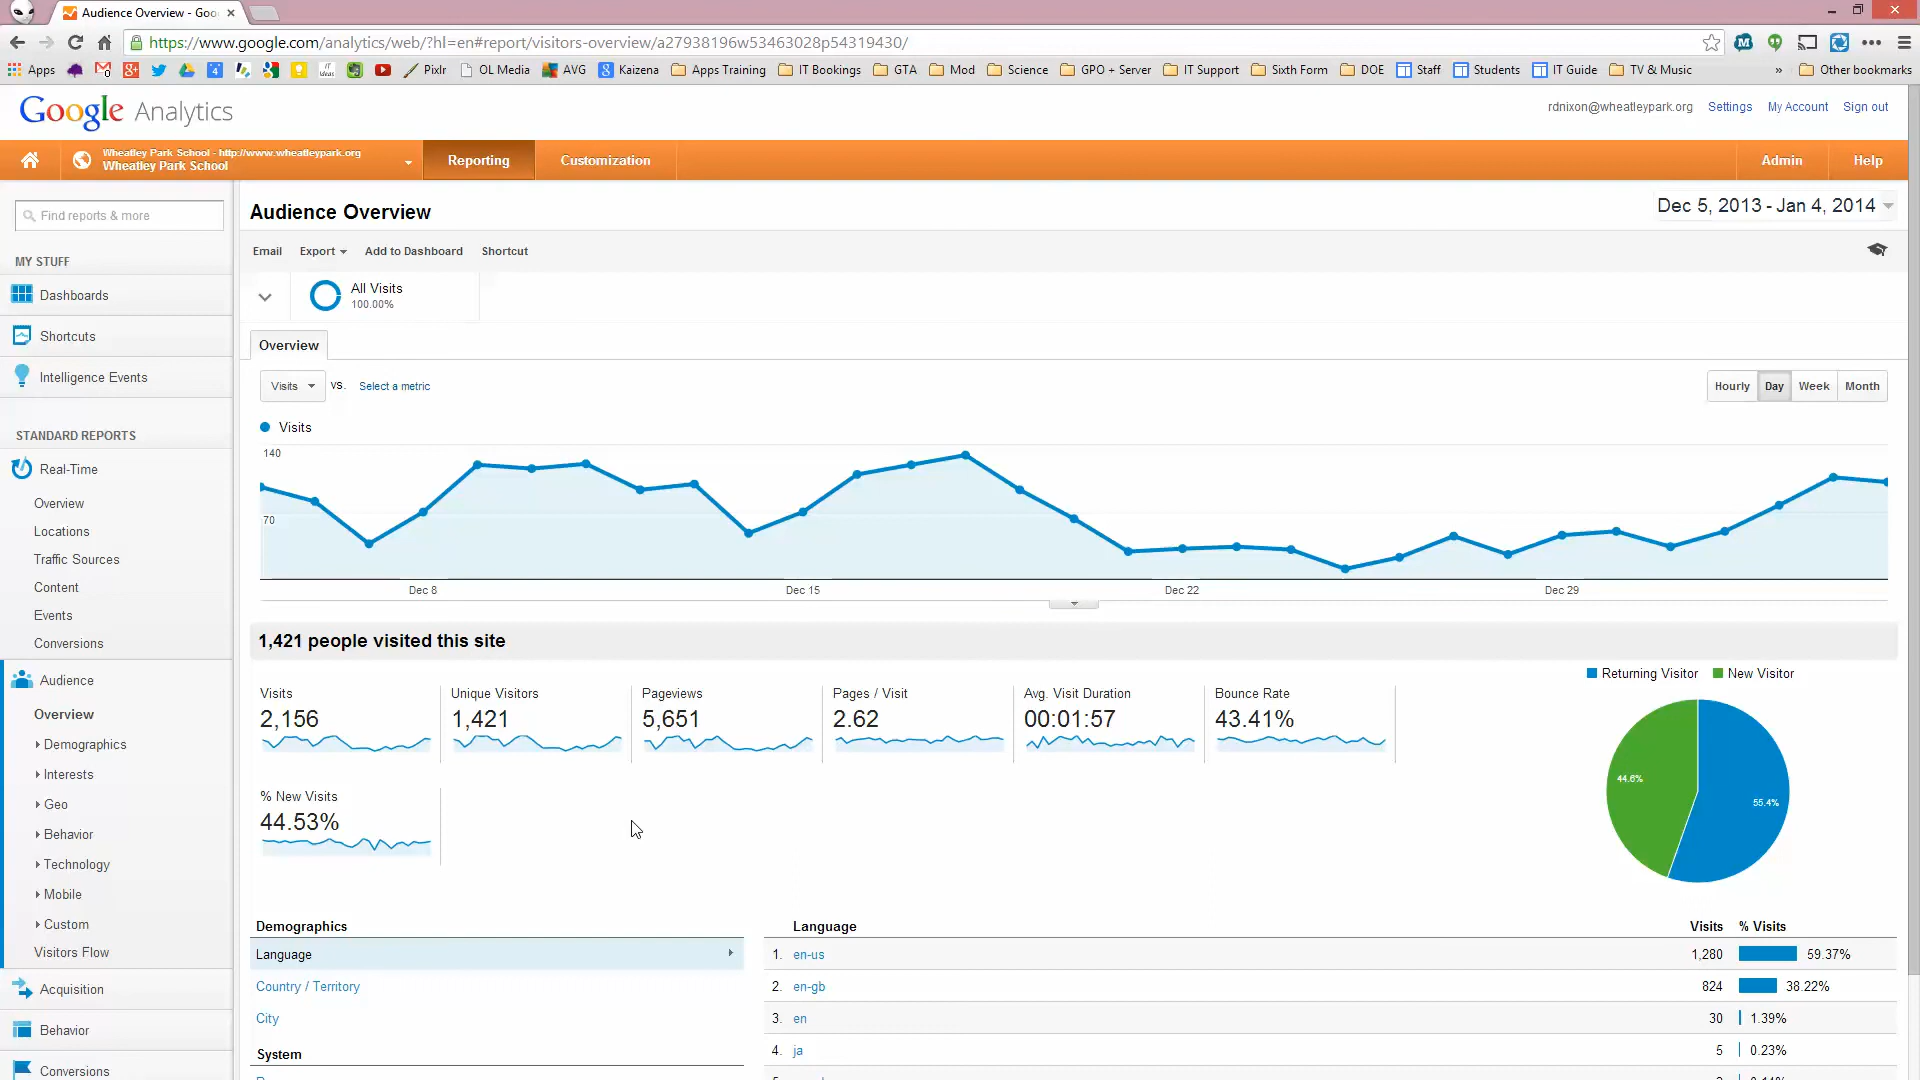 Audience Overview - Goo
https://www.google.com/analytics/web/?hl=en#report/visitors-overview/a27938196w53463028p54319430/
Apps Pixlr OL Media AVG Kaizena Apps Training IT Bookings GTA Mod Science GPO + Server IT Support Sixth Form DOE Staff Students IT Guide TV & Music » Other bookmarks
Google Analytics
rdnixon@wheatleypark.org Settings My Account Sign out
Wheatley Park School - http://www.wheatleypark.org
Wheatley Park School
Reporting Customization Admin Help
Find reports & more
MY STUFF
Dashboards
Shortcuts
Intelligence Events
STANDARD REPORTS
Real-Time
Overview
Locations
Traffic Sources
Content
Events
Conversions
Audience
Overview
Demographics
Interests
Geo
Behavior
Technology
Mobile
Custom
Visitors Flow
Acquisition
Behavior
Conversions
Audience Overview
Dec 5, 2013 - Jan 4, 2014
Email Export Add to Dashboard Shortcut
All Visits
100.00%
Overview
Visits VS. Select a metric
Hourly Day Week Month
Visits
140
70
Dec 8 Dec 15 Dec 22 Dec 29
1,421 people visited this site
Visits
2,156
Unique Visitors
1,421
Pageviews
5,651
Pages / Visit
2.62
Avg. Visit Duration
00:01:57
Bounce Rate
43.41%
% New Visits
44.53%
Returning Visitor New Visitor
44.6%
55.4%
Demographics
Language
Country / Territory
City
System
Language Visits % Visits
1. en-us 1,280 59.37%
2. en-gb 824 38.22%
3. en 30 1.39%
4. ja 5 0.23%